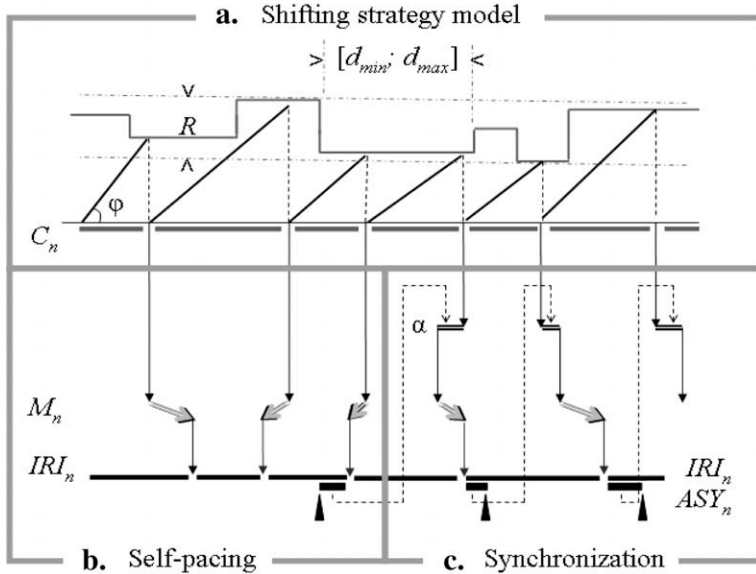 a. Shifting strategy model
> [d_min; d_max] <
R
φ
C_n
α
M_n
IRI_n IRI_n
ASY_n
b. Self-pacing c. Synchronization